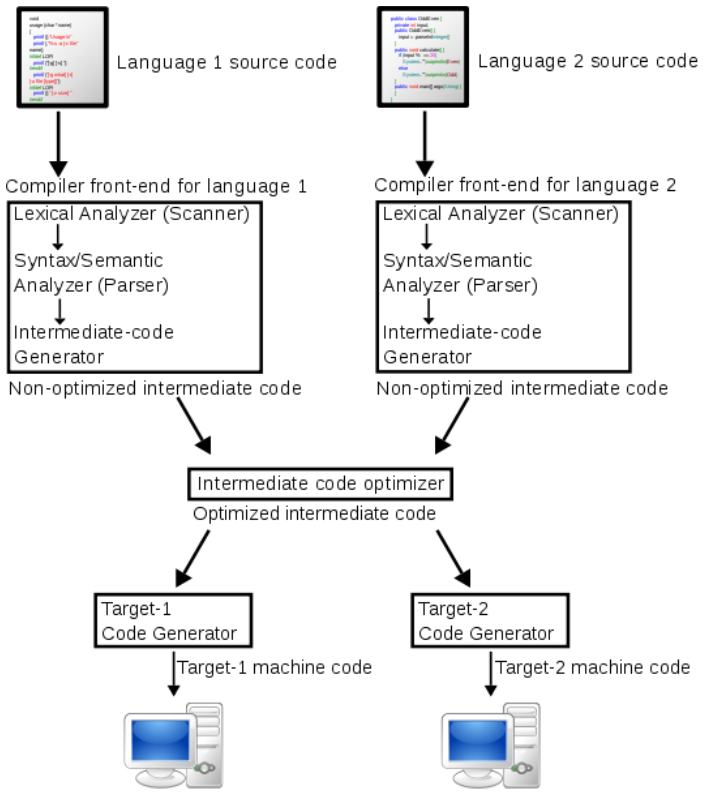 Language 1 source code
Language 2 source code
Compiler front-end for language 1
Lexical Analyzer (Scanner)
Syntax/Semantic
Analyzer (Parser)
Intermediate-code
Generator
Non-optimized intermediate code
Compiler front-end for language 2
Lexical Analyzer (Scanner)
Syntax/Semantic
Analyzer (Parser)
Intermediate-code
Generator
Non-optimized intermediate code
Intermediate code optimizer
Optimized intermediate code
Target-1
Code Generator
Target-1 machine code
Target-2
Code Generator
Target-2 machine code